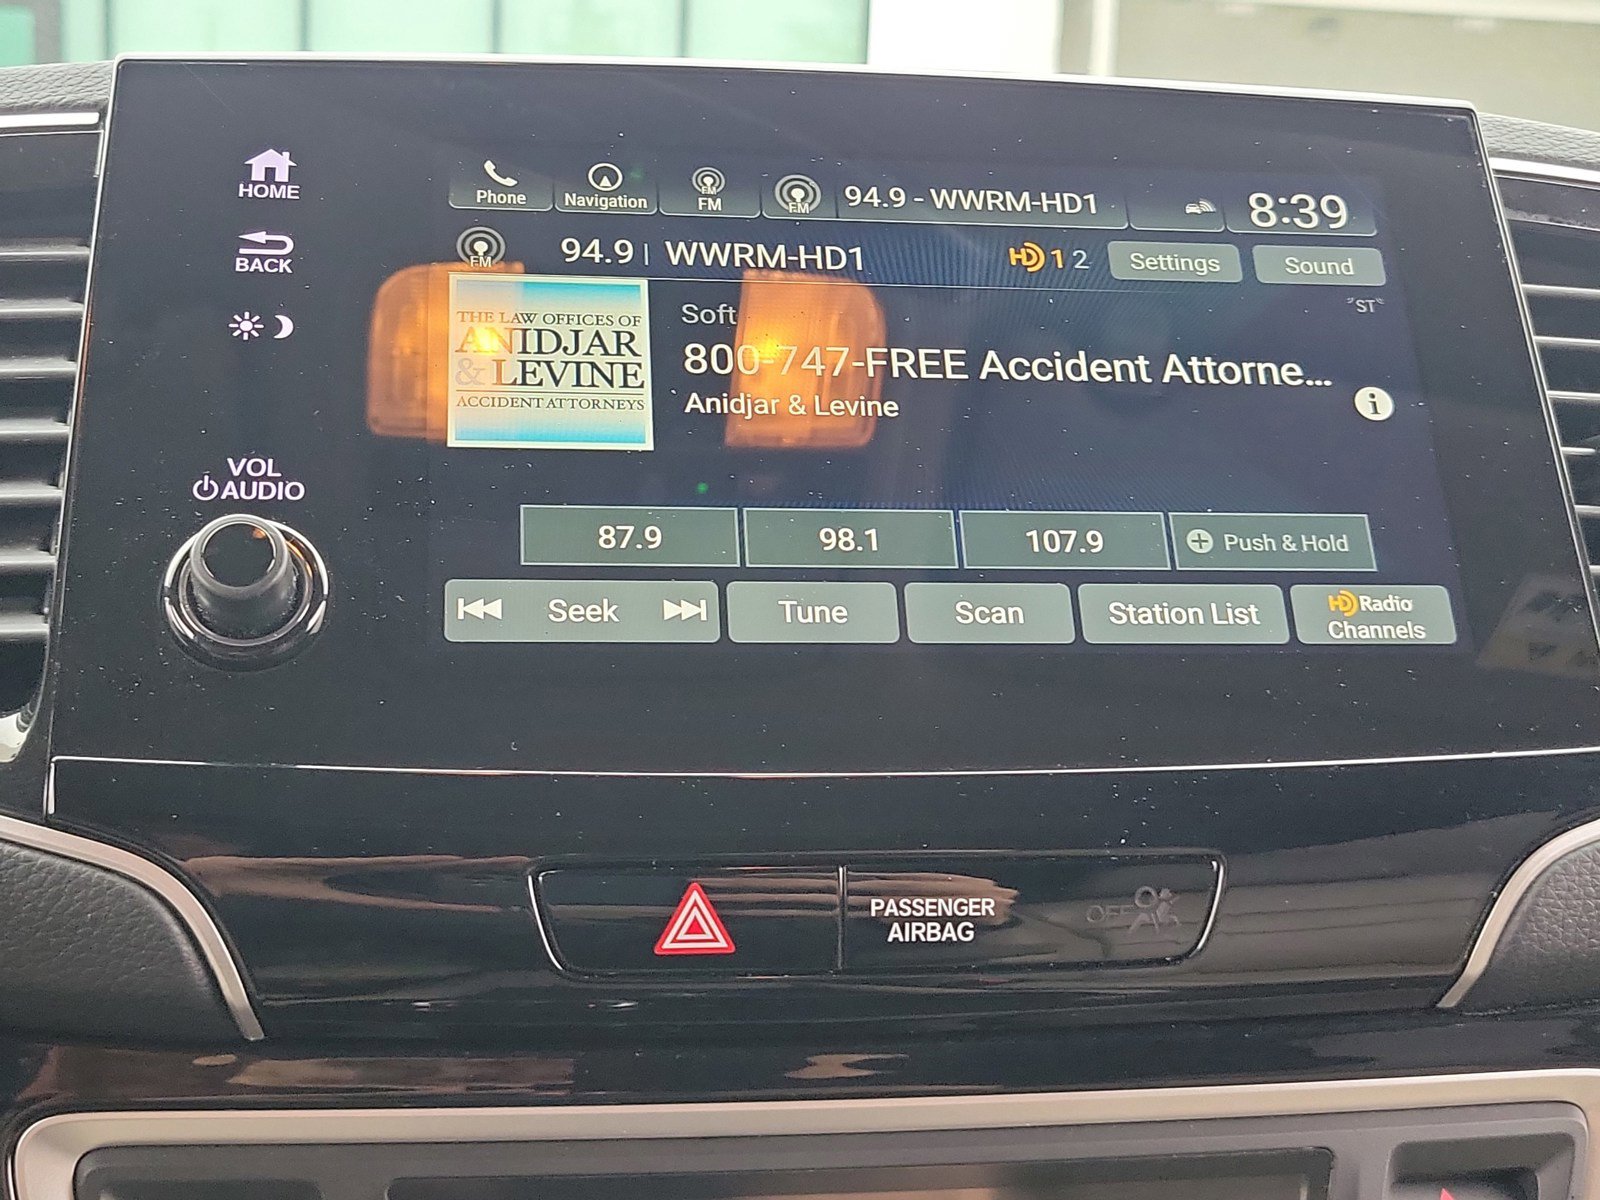 HOME
BACK
VOL
AUDIO
Phone
Navigation
FM
FM
FM
94.9 - WWRM-HD1
8:39
FM
94.9 | WWRM-HD1
HD 1 2
Settings
Sound
"ST"
THE LAW OFFICES OF
ANIDJAR
& LEVINE
ACCIDENT ATTORNEYS
Soft
800-747-FREE Accident Attorne...
Anidjar & Levine
i
87.9
98.1
107.9
Push & Hold
Seek
Tune
Scan
Station List
HD Radio
Channels
PASSENGER
AIRBAG
OFF